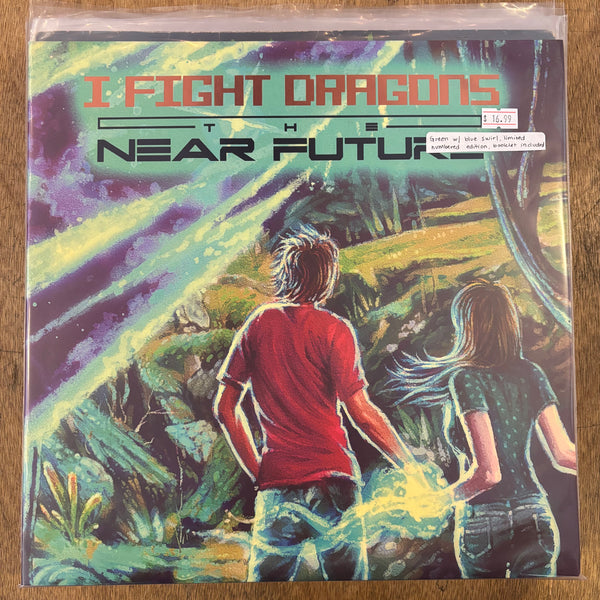 I FIGHT DRAGONS
THE
NEAR FUTURE
$ 16.99
Green w/ blue swirl, limited
numbered edition, booklet included